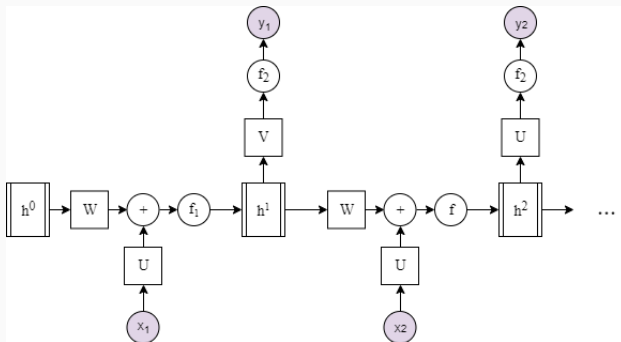 y₁ y₂
f₂ f₂
V U
h⁰ W + f₁ h¹ W + f h² ...
U U
x₁ x₂